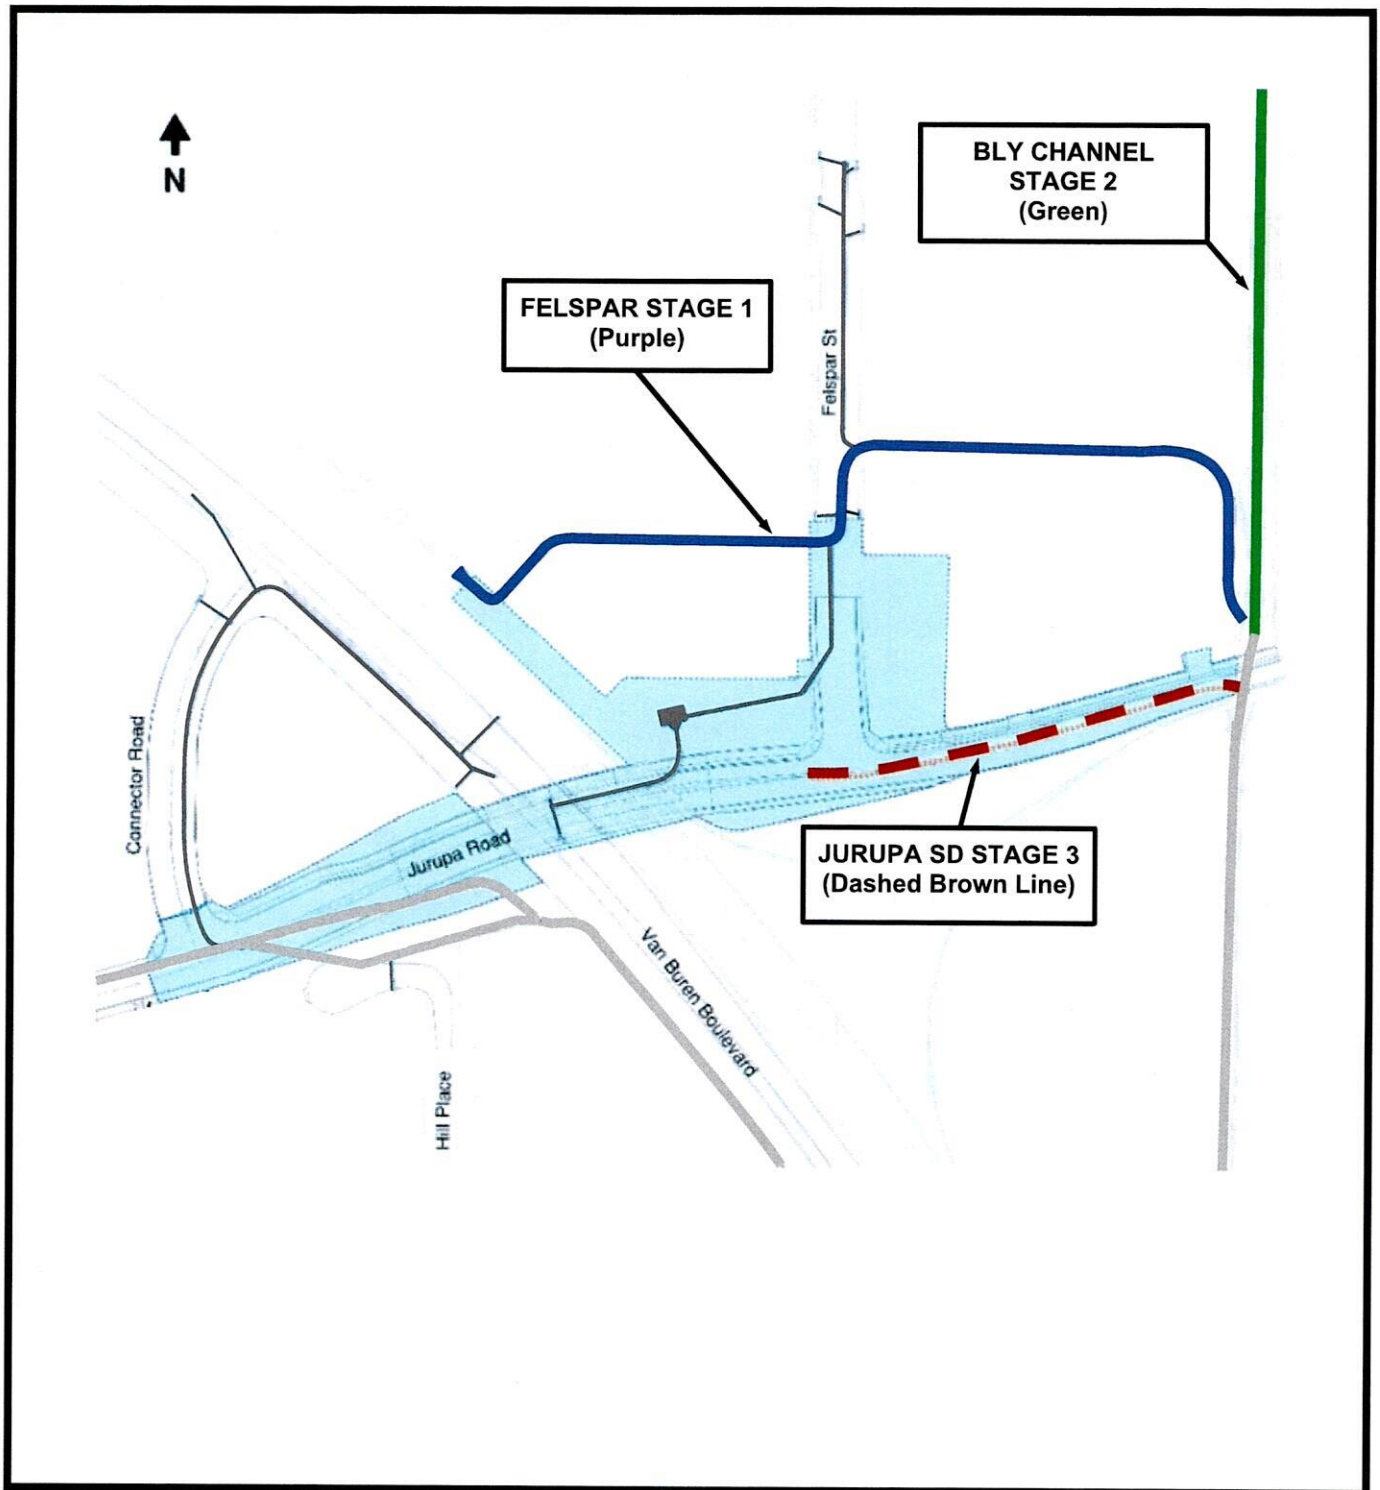 N
BLY CHANNEL
STAGE 2
(Green)
FELSPAR STAGE 1
(Purple)
Felspar St
Connector Road
Jurupa Road
JURUPA SD STAGE 3
(Dashed Brown Line)
Van Buren Boulevard
Hill Place